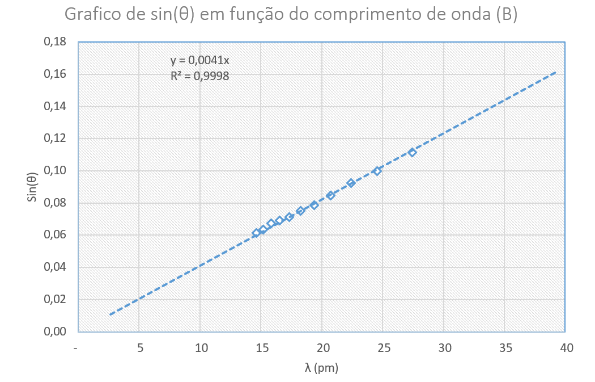 Grafico de sin(θ) em função do comprimento de onda (B)
0,18
y = 0,0041x
R² = 0,9998
0,16
0,14
0,12
0,10
Sin(θ)
0,08
0,06
0,04
0,02
0,00
- 5 10 15 20 25 30 35 40
λ (pm)